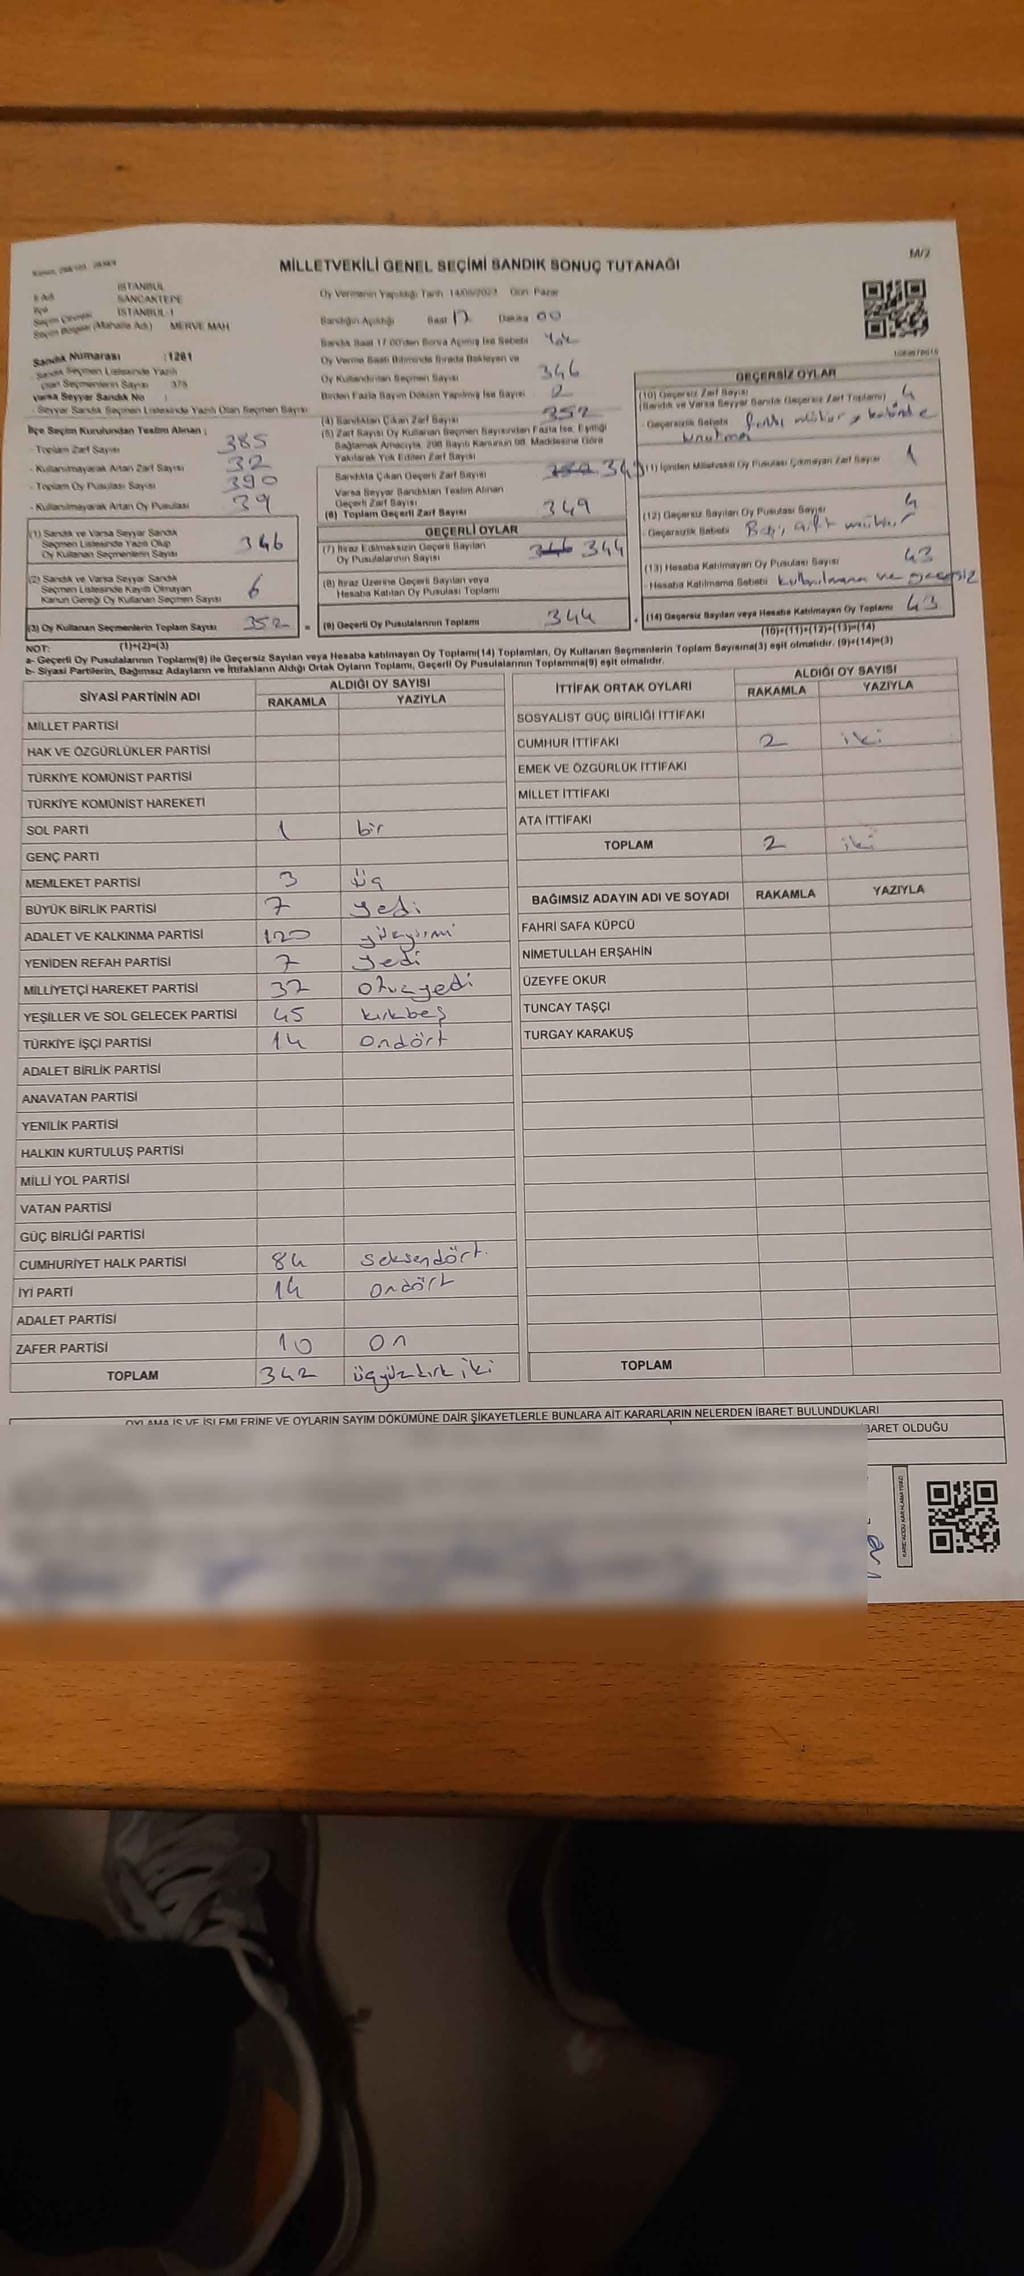 M/2
MİLLETVEKİLİ GENEL SEÇİMİ SANDIK SONUÇ TUTANAĞI
İl Adı İSTANBUL
İlçe SANCAKTEPE
Seçim Çevresi İSTANBUL-1
Seçim Bölgesi (Mahalle Adı) MERVE MAH
Sandık Numarası :1281
- Sandık Seçmen Listesinde Yazılı
Olan Seçmenlerin Sayısı 375
Varsa Seyyar Sandık No :
- Seyyar Sandık Seçmen Listesinde Yazılı Olan Seçmen Sayısı
İlçe Seçim Kurulundan Teslim Alınan ;
- Toplam Zarf Sayısı 385
- Kullanılmayarak Artan Zarf Sayısı 32
- Toplam Oy Pusulası Sayısı 390
- Kullanılmayarak Artan Oy Pusulası 39
(1) Sandık ve Varsa Seyyar Sandık
Seçmen Listesinde Yazılı Olup
Oy Kullanan Seçmenlerin Sayısı 346
(2) Sandık ve Varsa Seyyar Sandık
Seçmen Listesinde Kayıtlı Olmayan
Kanun Gereği Oy Kullanan Seçmen Sayısı 6
(3) Oy Kullanan Seçmenlerin Toplam Sayısı 352 =
(1)+(2)=(3)
Oy Vermenin Yapıldığı Tarih 14/05/2023 Gün: Pazar
Sandığın Açıldığı Saat 17 Dakika 00
Sandık Saat 17:00'den Sonra Açılmış İse Sebebi
Oy Verme Saati Bitiminde Sırada Bekleyen ve
Oy Kullandırılan Seçmen Sayısı 346
Birden Fazla Sayım Döküm Yapılmış İse Sayısı 2
(4) Sandıktan Çıkan Zarf Sayısı 352
(5) Zarf Sayısı Oy Kullanan Seçmen Sayısından Fazla İse, Eşitliği
Sağlamak Amacıyla, 298 Sayılı Kanunun 98. Maddesine Göre
Yakılarak Yok Edilen Zarf Sayısı
Sandıkta Çıkan Geçerli Zarf Sayısı 349
Varsa Seyyar Sandıktan Teslim Alınan
Geçerli Zarf Sayısı
(6) Toplam Geçerli Zarf Sayısı 349
GEÇERLİ OYLAR
(7) İtiraz Edilmeksizin Geçerli Sayılan
Oy Pusulalarının Sayısı 346 344
(8) İtiraz Üzerine Geçerli Sayılan veya
Hesaba Katılan Oy Pusulası Toplamı
(9) Geçerli Oy Pusulalarının Toplamı 344 +
GEÇERSİZ OYLAR
(10) Geçersiz Zarf Sayısı
(Sandık ve Varsa Seyyar Sandık Geçersiz Zarf Toplamı) 4
- Geçersizlik Sebebi
(11) İçinden Milletvekili Oy Pusulası Çıkmayan Zarf Sayısı 1
(12) Geçersiz Sayılan Oy Pusulası Sayısı 4
- Geçersizlik Sebebi çift mühür
(13) Hesaba Katılmayan Oy Pusulası Sayısı 43
- Hesaba Katılmama Sebebi kullanılmama ve geçersiz
(14) Geçersiz Sayılan veya Hesaba Katılmayan Oy Toplamı 43
(10)+(11)+(12)+(13)=(14)
NOT:
a- Geçerli Oy Pusulalarının Toplamı(9) ile Geçersiz Sayılan veya Hesaba katılmayan Oy Toplamı(14) Toplamları, Oy Kullanan Seçmenlerin Toplam Sayısına(3) eşit olmalıdır. (9)+(14)=(3)
b- Siyasi Partilerin, Bağımsız Adayların ve İttifakların Aldığı Ortak Oyların Toplamı, Geçerli Oy Pusulalarının Toplamına(9) eşit olmalıdır.
SİYASİ PARTİNİN ADI ALDIĞI OY SAYISI
RAKAMLA YAZIYLA
MİLLET PARTİSİ
HAK VE ÖZGÜRLÜKLER PARTİSİ
TÜRKİYE KOMÜNİST PARTİSİ
TÜRKİYE KOMÜNİST HAREKETİ
SOL PARTİ 1 bir
GENÇ PARTİ
MEMLEKET PARTİSİ 3 üç
BÜYÜK BİRLİK PARTİSİ 7 yedi
ADALET VE KALKINMA PARTİSİ 120 yüzyirmi
YENİDEN REFAH PARTİSİ 7 yedi
MİLLİYETÇİ HAREKET PARTİSİ 37 otuzyedi
YEŞİLLER VE SOL GELECEK PARTİSİ 45 kırkbeş
TÜRKİYE İŞÇİ PARTİSİ 14 ondört
ADALET BİRLİK PARTİSİ
ANAVATAN PARTİSİ
YENİLİK PARTİSİ
HALKIN KURTULUŞ PARTİSİ
MİLLİ YOL PARTİSİ
VATAN PARTİSİ
GÜÇ BİRLİĞİ PARTİSİ
CUMHURİYET HALK PARTİSİ 84 seksendört.
İYİ PARTİ 14 ondört
ADALET PARTİSİ
ZAFER PARTİSİ 10 on
TOPLAM 342 üçyüzkırkiki
İTTİFAK ORTAK OYLARI ALDIĞI OY SAYISI
RAKAMLA YAZIYLA
SOSYALİST GÜÇ BİRLİĞİ İTTİFAKI
CUMHUR İTTİFAKI 2 iki
EMEK VE ÖZGÜRLÜK İTTİFAKI
MİLLET İTTİFAKI
ATA İTTİFAKI
TOPLAM 2 iki
BAĞIMSIZ ADAYIN ADI VE SOYADI RAKAMLA YAZIYLA
FAHRİ SAFA KÜPCÜ
NİMETULLAH ERŞAHİN
ÜZEYFE OKUR
TUNCAY TAŞÇI
TURGAY KARAKUŞ
TOPLAM
OYLAMA İŞ VE İŞLEMLERİNE VE OYLARIN SAYIM DÖKÜMÜNE DAİR ŞİKAYETLERLE BUNLARA AİT KARARLARIN NELERDEN İBARET BULUNDUKLARI
BARET OLDUĞU